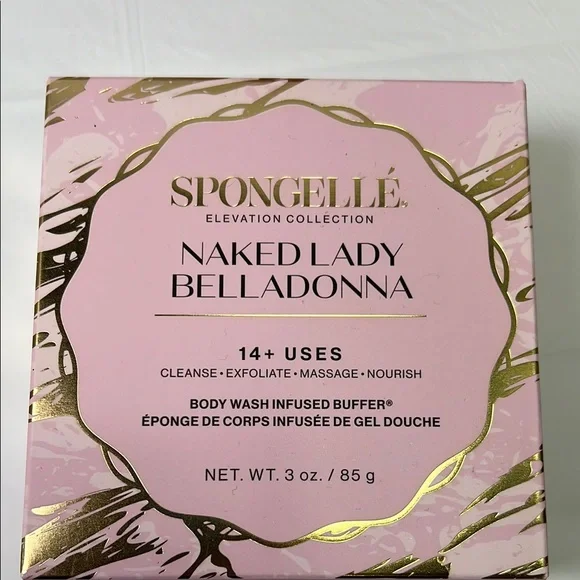 SPONGELLÉ
ELEVATION COLLECTION
NAKED LADY
BELLADONNA
14+ USES
CLEANSE • EXFOLIATE • MASSAGE • NOURISH
BODY WASH INFUSED BUFFER®
ÉPONGE DE CORPS INFUSÉE DE GEL DOUCHE
NET. WT. 3 oz. / 85 g